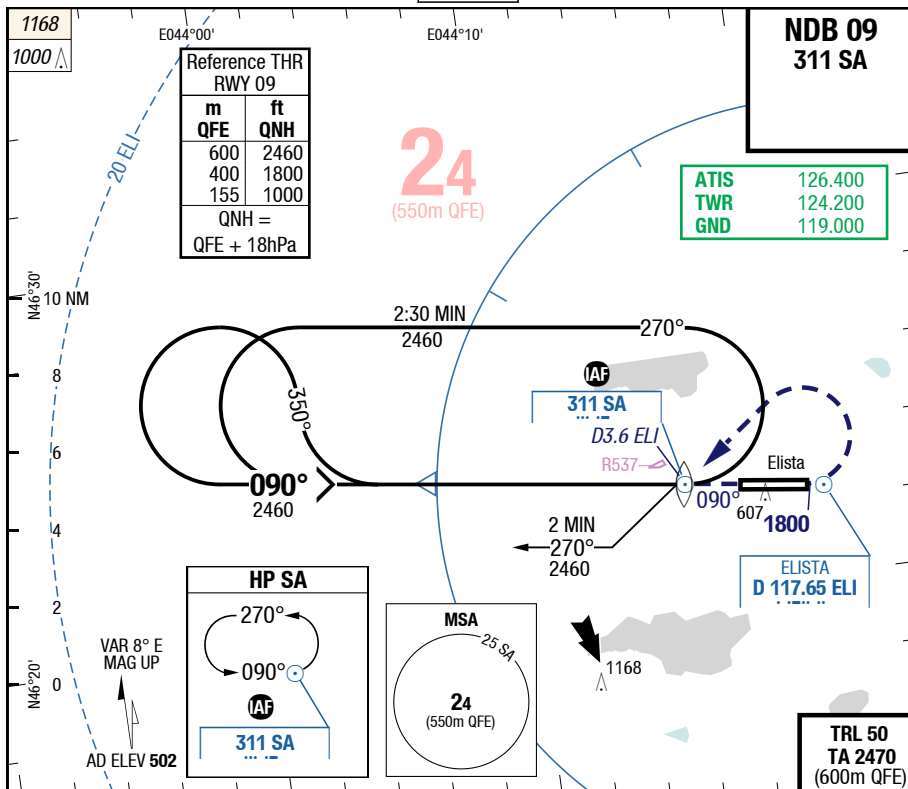 1168
1000
E044°00'
E044°10'
NDB 09
311 SA
Reference THR
RWY 09
m ft
QFE QNH
600 2460
400 1800
155 1000
QNH =
QFE + 18hPa
20 ELI
24
(550m QFE)
ATIS 126.400
TWR 124.200
GND 119.000
N46°30'
10 NM
8
6
4
2
0
N46°20'
2:30 MIN
2460
270°
350°
IAF
311 SA
D3.6 ELI
R537
Elista
090°
2460
090°
607
1800
2 MIN
270°
2460
ELISTA
D 117.65 ELI
HP SA
270°
090°
IAF
311 SA
MSA
25 SA
24
(550m QFE)
1168
VAR 8° E
MAG UP
AD ELEV 502
TRL 50
TA 2470
(600m QFE)